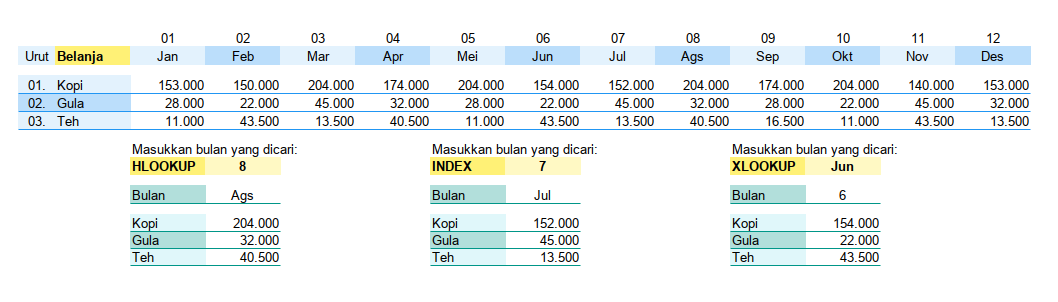 01 02 03 04 05 06 07 08 09 10 11 12
Urut Belanja Jan Feb Mar Apr Mei Jun Jul Ags Sep Okt Nov Des
01. Kopi 153.000 150.000 204.000 174.000 204.000 154.000 152.000 204.000 174.000 204.000 140.000 153.000
02. Gula 28.000 22.000 45.000 32.000 28.000 22.000 45.000 32.000 28.000 22.000 45.000 32.000
03. Teh 11.000 43.500 13.500 40.500 11.000 43.500 13.500 40.500 16.500 11.000 43.500 13.500
Masukkan bulan yang dicari:
HLOOKUP 8
Bulan Ags
Kopi 204.000
Gula 32.000
Teh 40.500
Masukkan bulan yang dicari:
INDEX 7
Bulan Jul
Kopi 152.000
Gula 45.000
Teh 13.500
Masukkan bulan yang dicari:
XLOOKUP Jun
Bulan 6
Kopi 154.000
Gula 22.000
Teh 43.500